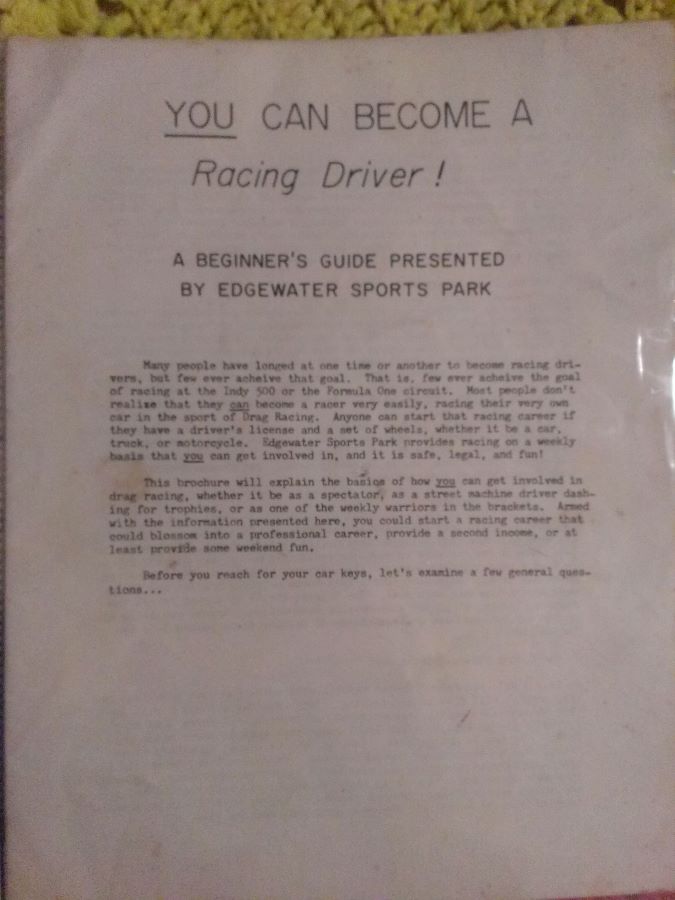 YOU CAN BECOME A
Racing Driver!
A BEGINNER'S GUIDE PRESENTED
BY EDGEWATER SPORTS PARK
Many people have longed at one time or another to become racing dri-
vers, but few ever acheive that goal. That is, few ever acheive the goal
of racing at the Indy 500 or the Formula One circuit. Most people don't
realize that they can become a racer very easily, racing their very own
car in the sport of Drag Racing. Anyone can start that racing career if
they have a driver's license and a set of wheels, whether it be a car,
truck, or motorcycle. Edgewater Sports Park provides racing on a weekly
basis that you can get involved in, and it is safe, legal, and fun!
This brochure will explain the basics of how you can get involved in
drag racing, whether it be as a spectator, as a street machine driver dash-
ing for trophies, or as one of the weekly warriors in the brackets. Armed
with the information presented here, you could start a racing career that
could blossom into a professional career, provide a second income, or at
least provide some weekend fun.
Before you reach for your car keys, let's examine a few general ques-
tions...